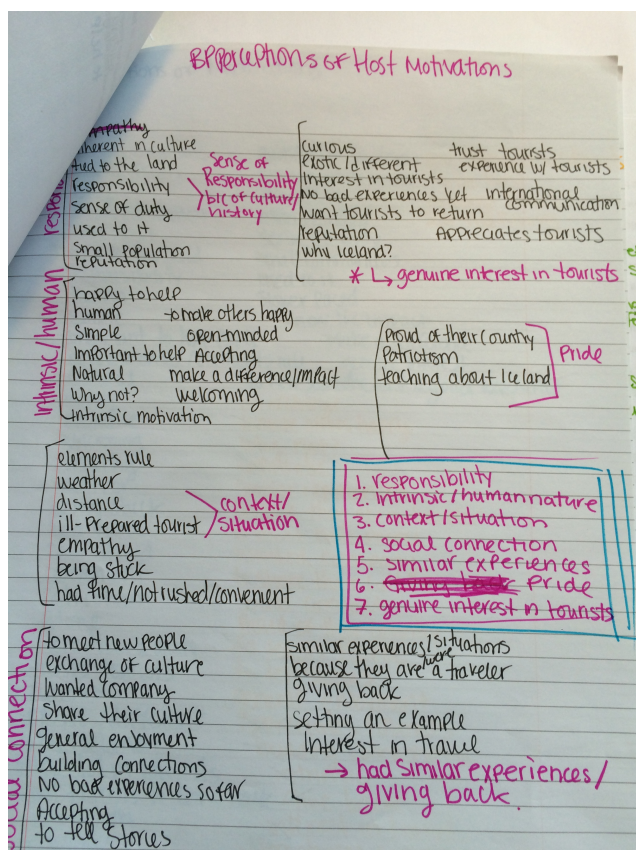 BP Perceptions of Host Motivations
empathy
inherent in culture
tied to the land
responsibility
sense of duty
used to it
small population
reputation
sense of
Responsibility
b/c of culture/
history
curious
exotic/different
interest in tourists
No bad experiences yet
want tourists to return
reputation
why Iceland?
trust tourists
experience w/ tourists
international
communication
Appreciates tourists
* ↳ genuine interest in tourists
intrinsic/human
happy to help
human
simple
important to help
Natural
why not?
intrinsic motivation
to make others happy
open-minded
Accepting
make a difference/impact
welcoming
proud of their country
Patriotism
teaching about Iceland
Pride
elements rule
weather
distance
ill-prepared tourist
empathy
being stuck
had time/not rushed/convenient
context/
situation
1. responsibility
2. intrinsic/human nature
3. context/situation
4. social connection
5. similar experiences
6. Giving back Pride
7. genuine interest in tourists
social connection
to meet new people
exchange of culture
wanted company
share their culture
general enjoyment
building connections
No bad experiences so far
Accepting
to tell stories
similar experiences/situations
because they are/were a traveler
giving back
setting an example
interest in travel
→ had similar experiences/
giving back.